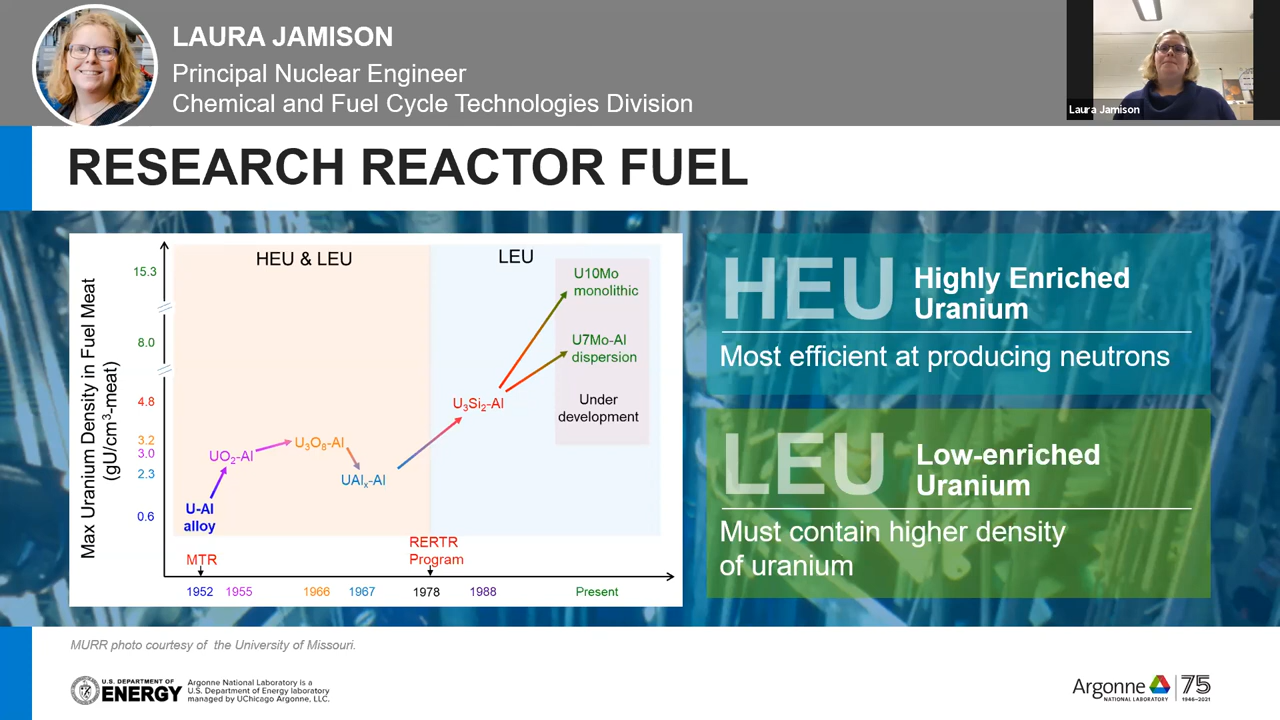 LAURA JAMISON
Principal Nuclear Engineer
Chemical and Fuel Cycle Technologies Division
Laura Jamison
RESEARCH REACTOR FUEL
Max Uranium Density in Fuel Meat
(gU/cm³-meat)
15.3
8.0
4.8
3.2
3.0
2.3
0.6
HEU & LEU
LEU
U10Mo
monolithic
U7Mo-Al
dispersion
Under
development
U₃Si₂-Al
U₃O₈-Al
UO₂-Al
UAlₓ-Al
U-Al
alloy
MTR
RERTR
Program
1952
1955
1966
1967
1978
1988
Present
HEU
Highly Enriched
Uranium
Most efficient at producing neutrons
LEU
Low-enriched
Uranium
Must contain higher density
of uranium
MURR photo courtesy of the University of Missouri.
U.S. DEPARTMENT OF
ENERGY
Argonne National Laboratory is a
U.S. Department of Energy laboratory
managed by UChicago Argonne, LLC.
Argonne
NATIONAL LABORATORY
75
1946–2021